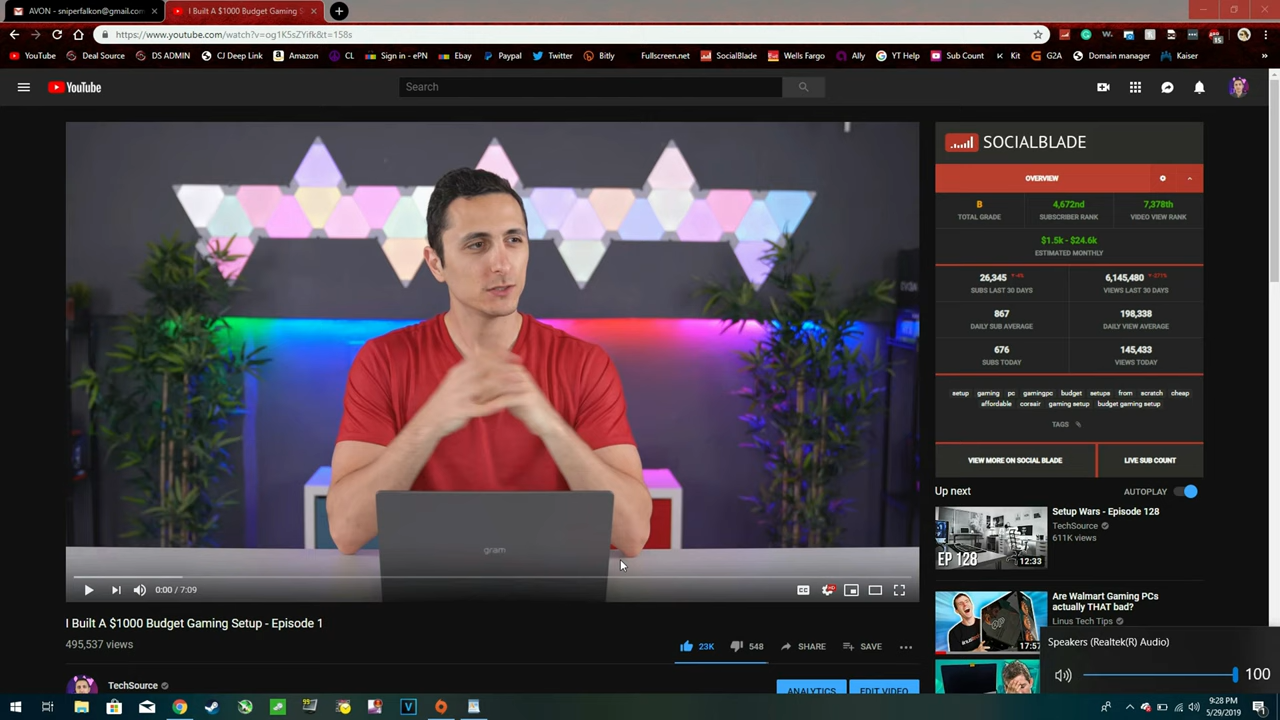 AVON - sniperfalkon@gmail.com
I Built A $1000 Budget Gaming S
https://www.youtube.com/watch?v=og1K5sZYifk&t=158s
YouTube Deal Source DS ADMIN CJ Deep Link Amazon Sign in - ePN Ebay Paypal Twitter Bitly Fullscreen.net SocialBlade Wells Fargo Ally YT Help Sub Count Kit G2A Domain manager Kaiser
YouTube
Search
SOCIALBLADE
OVERVIEW
B 4,672nd 7,378th
TOTAL GRADE SUBSCRIBER RANK VIDEO VIEW RANK
$1.5k - $24.6k
ESTIMATED MONTHLY
26,345 6,145,480
SUBS LAST 30 DAYS VIEWS LAST 30 DAYS
867 198,338
DAILY SUB AVERAGE DAILY VIEW AVERAGE
676 145,433
SUBS TODAY VIEWS TODAY
setup gaming pc gamingpc budget setups from scratch cheap
affordable corsair gaming setup budget gaming setup
TAGS
VIEW MORE ON SOCIAL BLADE LIVE SUB COUNT
Up next AUTOPLAY
Setup Wars - Episode 128
TechSource
611K views
EP 128
12:33
Are Walmart Gaming PCs
actually THAT bad?
Linus Tech Tips
17:57
gram
0:00 / 7:09
I Built A $1000 Budget Gaming Setup - Episode 1
495,537 views
23K 548 SHARE SAVE
TechSource
ANALYTICS EDIT VIDEO
Speakers (Realtek(R) Audio)
100
9:28 PM
5/29/2019